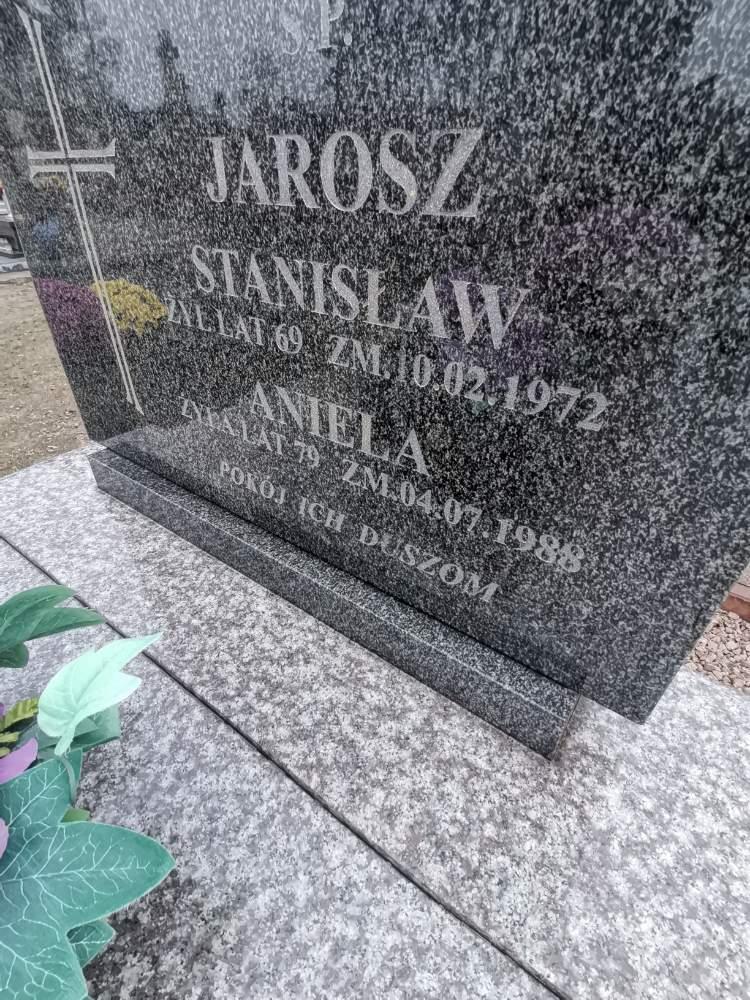 ŚP.
JAROSZ
STANISŁAW
ŻYŁ LAT 69 ZM.10.02.1972
ANIELA
ŻYŁA LAT 79 ZM.04.07.1988
POKÓJ ICH DUSZOM